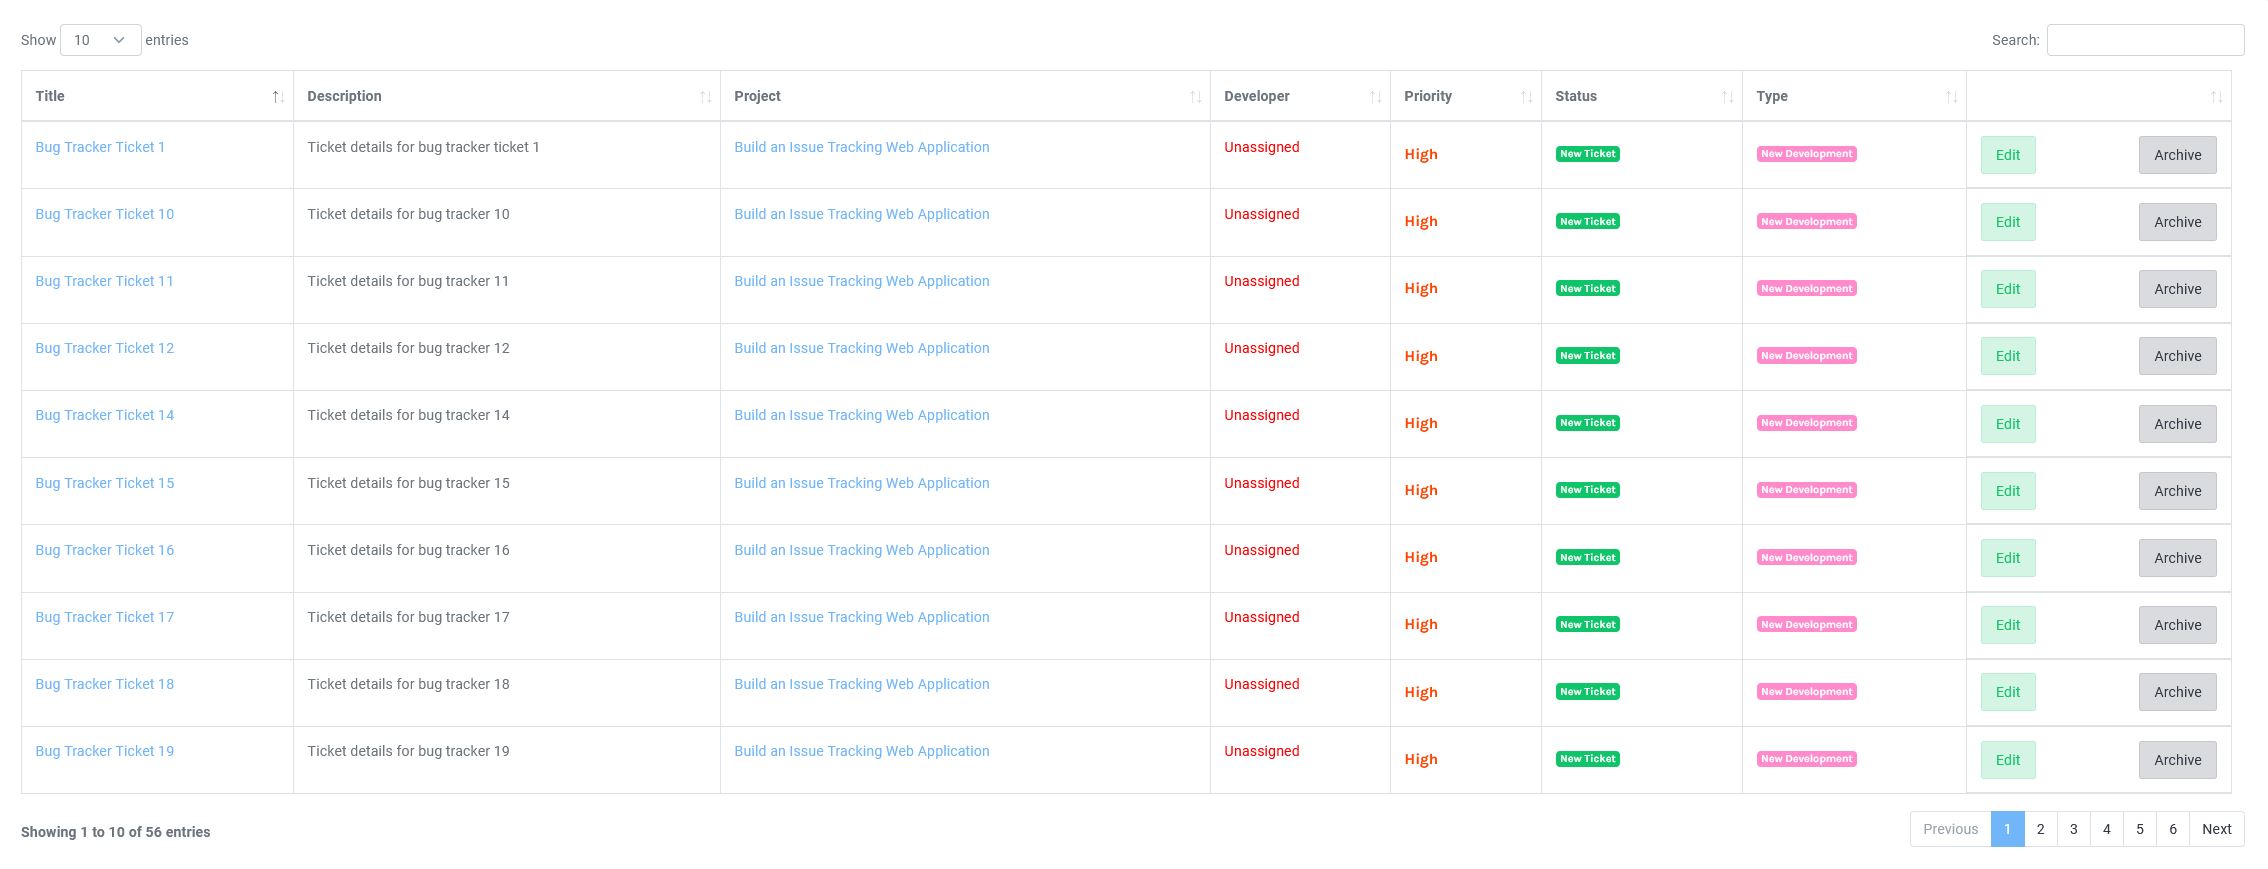 Show 10 entries Search:
Title Description Project Developer Priority Status Type
Bug Tracker Ticket 1 Ticket details for bug tracker ticket 1 Build an Issue Tracking Web Application Unassigned High New Ticket New Development Edit Archive
Bug Tracker Ticket 10 Ticket details for bug tracker 10 Build an Issue Tracking Web Application Unassigned High New Ticket New Development Edit Archive
Bug Tracker Ticket 11 Ticket details for bug tracker 11 Build an Issue Tracking Web Application Unassigned High New Ticket New Development Edit Archive
Bug Tracker Ticket 12 Ticket details for bug tracker 12 Build an Issue Tracking Web Application Unassigned High New Ticket New Development Edit Archive
Bug Tracker Ticket 14 Ticket details for bug tracker 14 Build an Issue Tracking Web Application Unassigned High New Ticket New Development Edit Archive
Bug Tracker Ticket 15 Ticket details for bug tracker 15 Build an Issue Tracking Web Application Unassigned High New Ticket New Development Edit Archive
Bug Tracker Ticket 16 Ticket details for bug tracker 16 Build an Issue Tracking Web Application Unassigned High New Ticket New Development Edit Archive
Bug Tracker Ticket 17 Ticket details for bug tracker 17 Build an Issue Tracking Web Application Unassigned High New Ticket New Development Edit Archive
Bug Tracker Ticket 18 Ticket details for bug tracker 18 Build an Issue Tracking Web Application Unassigned High New Ticket New Development Edit Archive
Bug Tracker Ticket 19 Ticket details for bug tracker 19 Build an Issue Tracking Web Application Unassigned High New Ticket New Development Edit Archive
Showing 1 to 10 of 56 entries Previous 1 2 3 4 5 6 Next